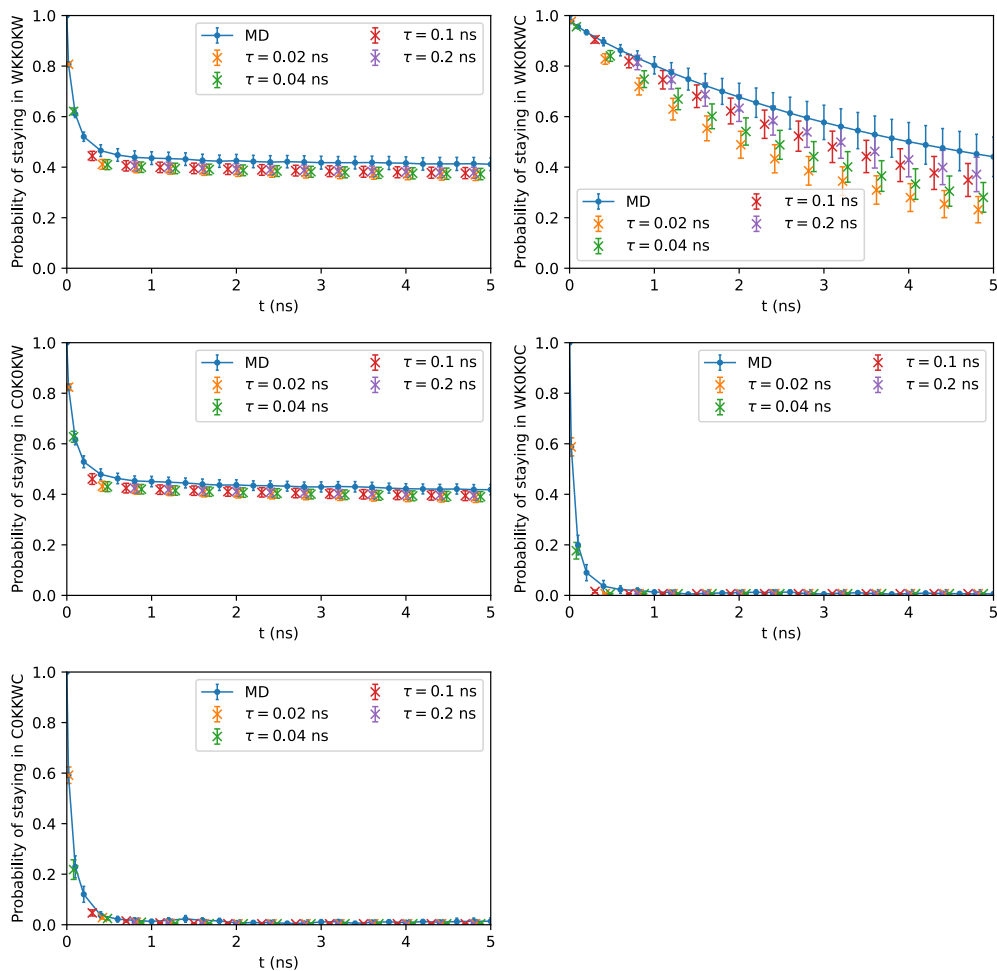 Probability of staying in WKK0KW
1.0
0.8
0.6
0.4
0.2
0.0
MD
τ = 0.02 ns
τ = 0.04 ns
τ = 0.1 ns
τ = 0.2 ns
0 1 2 3 4 5
t (ns)
Probability of staying in WK0KWC
1.0
0.8
0.6
0.4
0.2
0.0
MD
τ = 0.02 ns
τ = 0.04 ns
τ = 0.1 ns
τ = 0.2 ns
0 1 2 3 4 5
t (ns)
Probability of staying in C0K0KW
1.0
0.8
0.6
0.4
0.2
0.0
MD
τ = 0.02 ns
τ = 0.04 ns
τ = 0.1 ns
τ = 0.2 ns
0 1 2 3 4 5
t (ns)
Probability of staying in WK0K0C
1.0
0.8
0.6
0.4
0.2
0.0
MD
τ = 0.02 ns
τ = 0.04 ns
τ = 0.1 ns
τ = 0.2 ns
0 1 2 3 4 5
t (ns)
Probability of staying in C0KKWC
1.0
0.8
0.6
0.4
0.2
0.0
MD
τ = 0.02 ns
τ = 0.04 ns
τ = 0.1 ns
τ = 0.2 ns
0 1 2 3 4 5
t (ns)